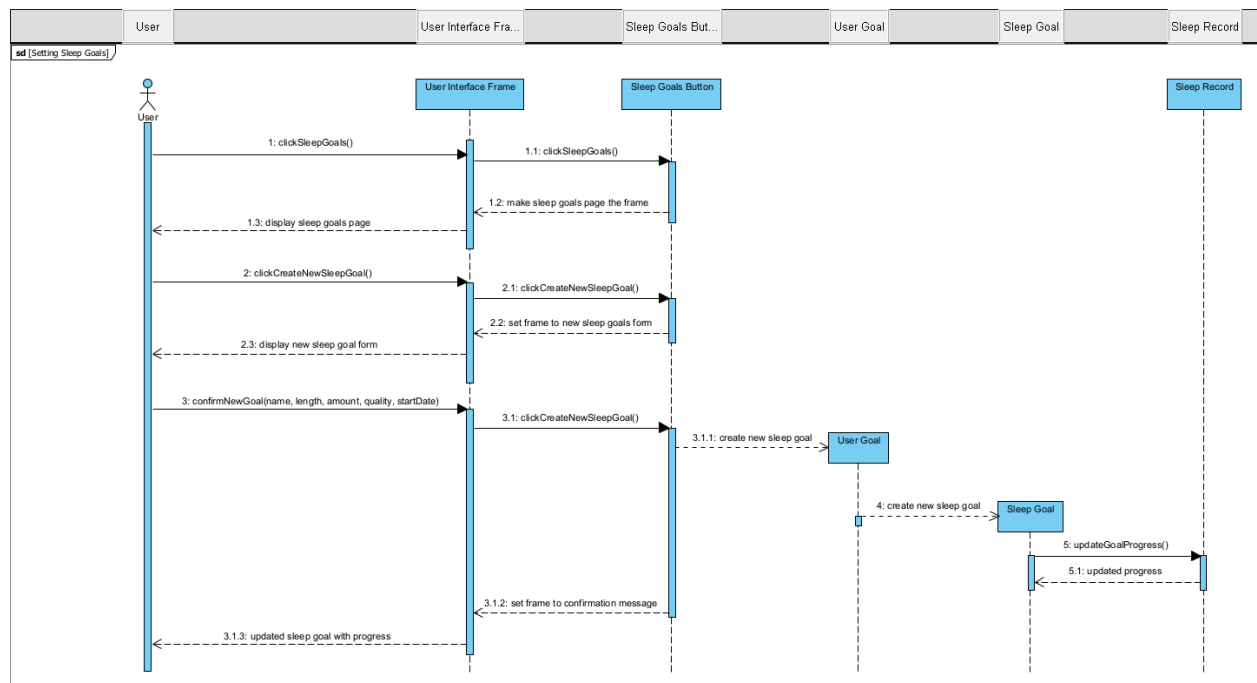 User
User Interface Fra...
Sleep Goals But...
User Goal
Sleep Goal
Sleep Record
sd [Setting Sleep Goals]
User Interface Frame
Sleep Goals Button
Sleep Record
User
1: clickSleepGoals()
1.1: clickSleepGoals()
1.2: make sleep goals page the frame
1.3: display sleep goals page
2: clickCreateNewSleepGoal()
2.1: clickCreateNewSleepGoal()
2.2: set frame to new sleep goals form
2.3: display new sleep goal form
3: confirmNewGoal(name, length, amount, quality, startDate)
3.1: clickCreateNewSleepGoal()
3.1.1: create new sleep goal
User Goal
4: create new sleep goal
Sleep Goal
5: updateGoalProgress()
5.1: updated progress
3.1.2: set frame to confirmation message
3.1.3: updated sleep goal with progress